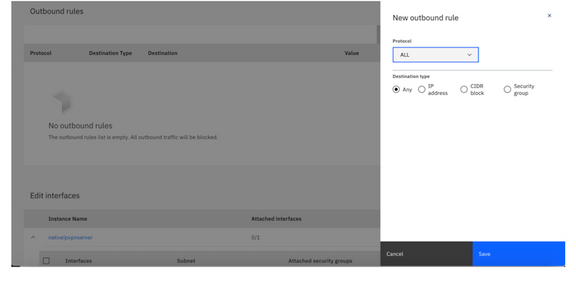 Outbound rules
Protocol Destination Type Destination Value
No outbound rules
The outbound rules list is empty. All outbound traffic will be blocked.
Edit interfaces
Instance Name Attached interfaces
0/1
Interfaces Subnet Attached security groups
New outbound rule
Protocol
ALL
Destination type
Any
IP address
CIDR block
Security group
Cancel Save